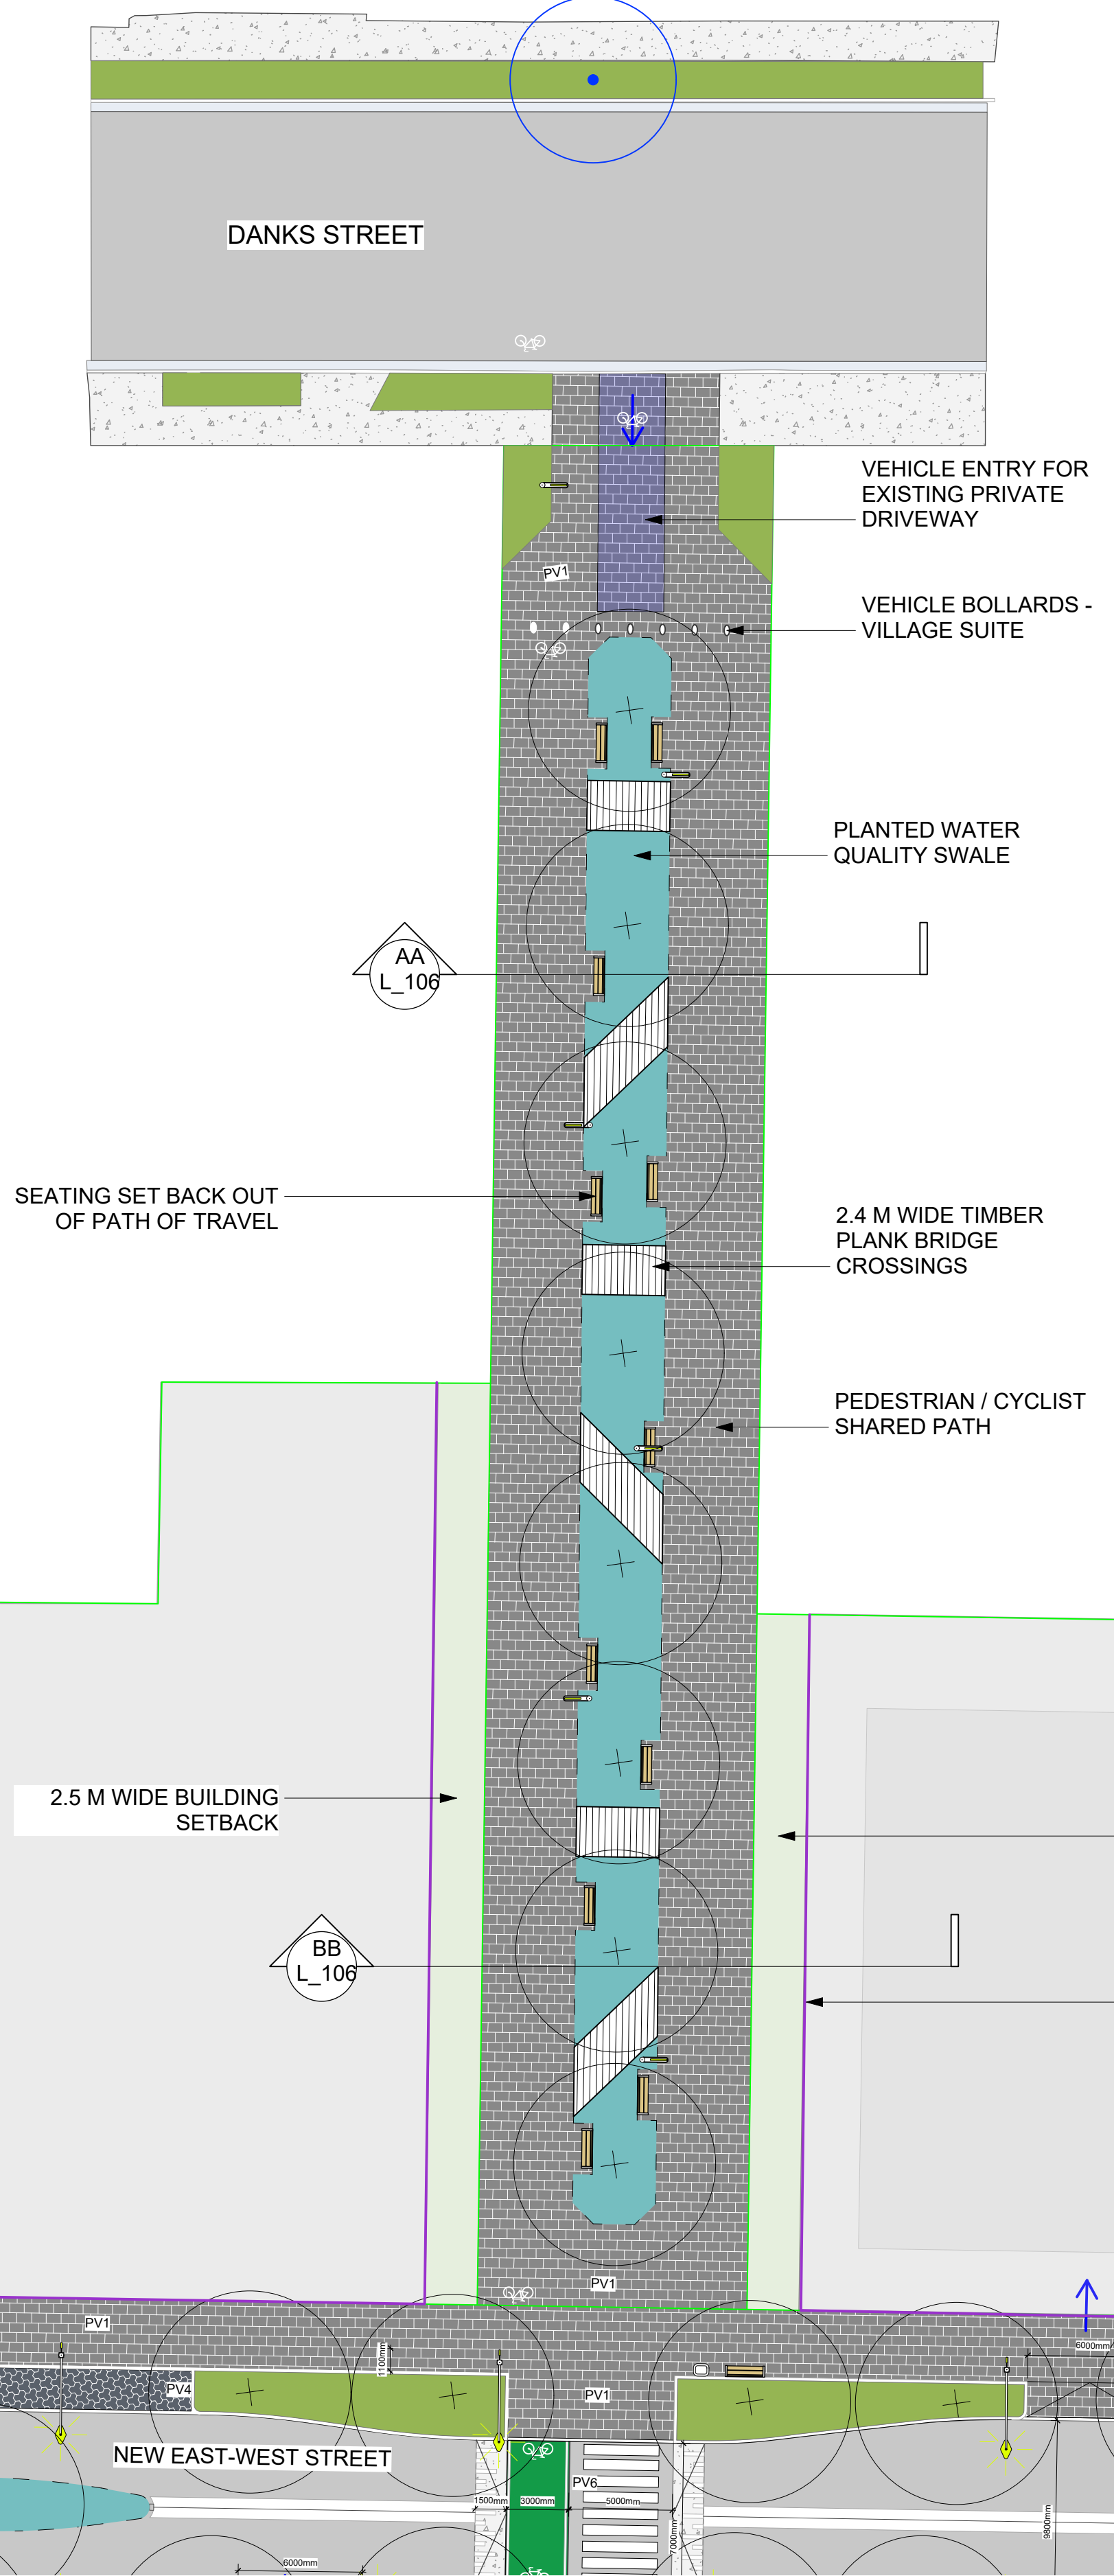 DANKS STREET
VEHICLE ENTRY FOR
EXISTING PRIVATE
DRIVEWAY
PV1
VEHICLE BOLLARDS -
VILLAGE SUITE
PLANTED WATER
QUALITY SWALE
AA
L_106
SEATING SET BACK OUT
OF PATH OF TRAVEL
2.4 M WIDE TIMBER
PLANK BRIDGE
CROSSINGS
PEDESTRIAN / CYCLIST
SHARED PATH
2.5 M WIDE BUILDING
SETBACK
BB
L_106
PV1
PV1
1100mm
6000mm
PV4
PV1
NEW EAST-WEST STREET
PV6
1500mm
3000mm
5000mm
7000mm
9800mm
6000mm